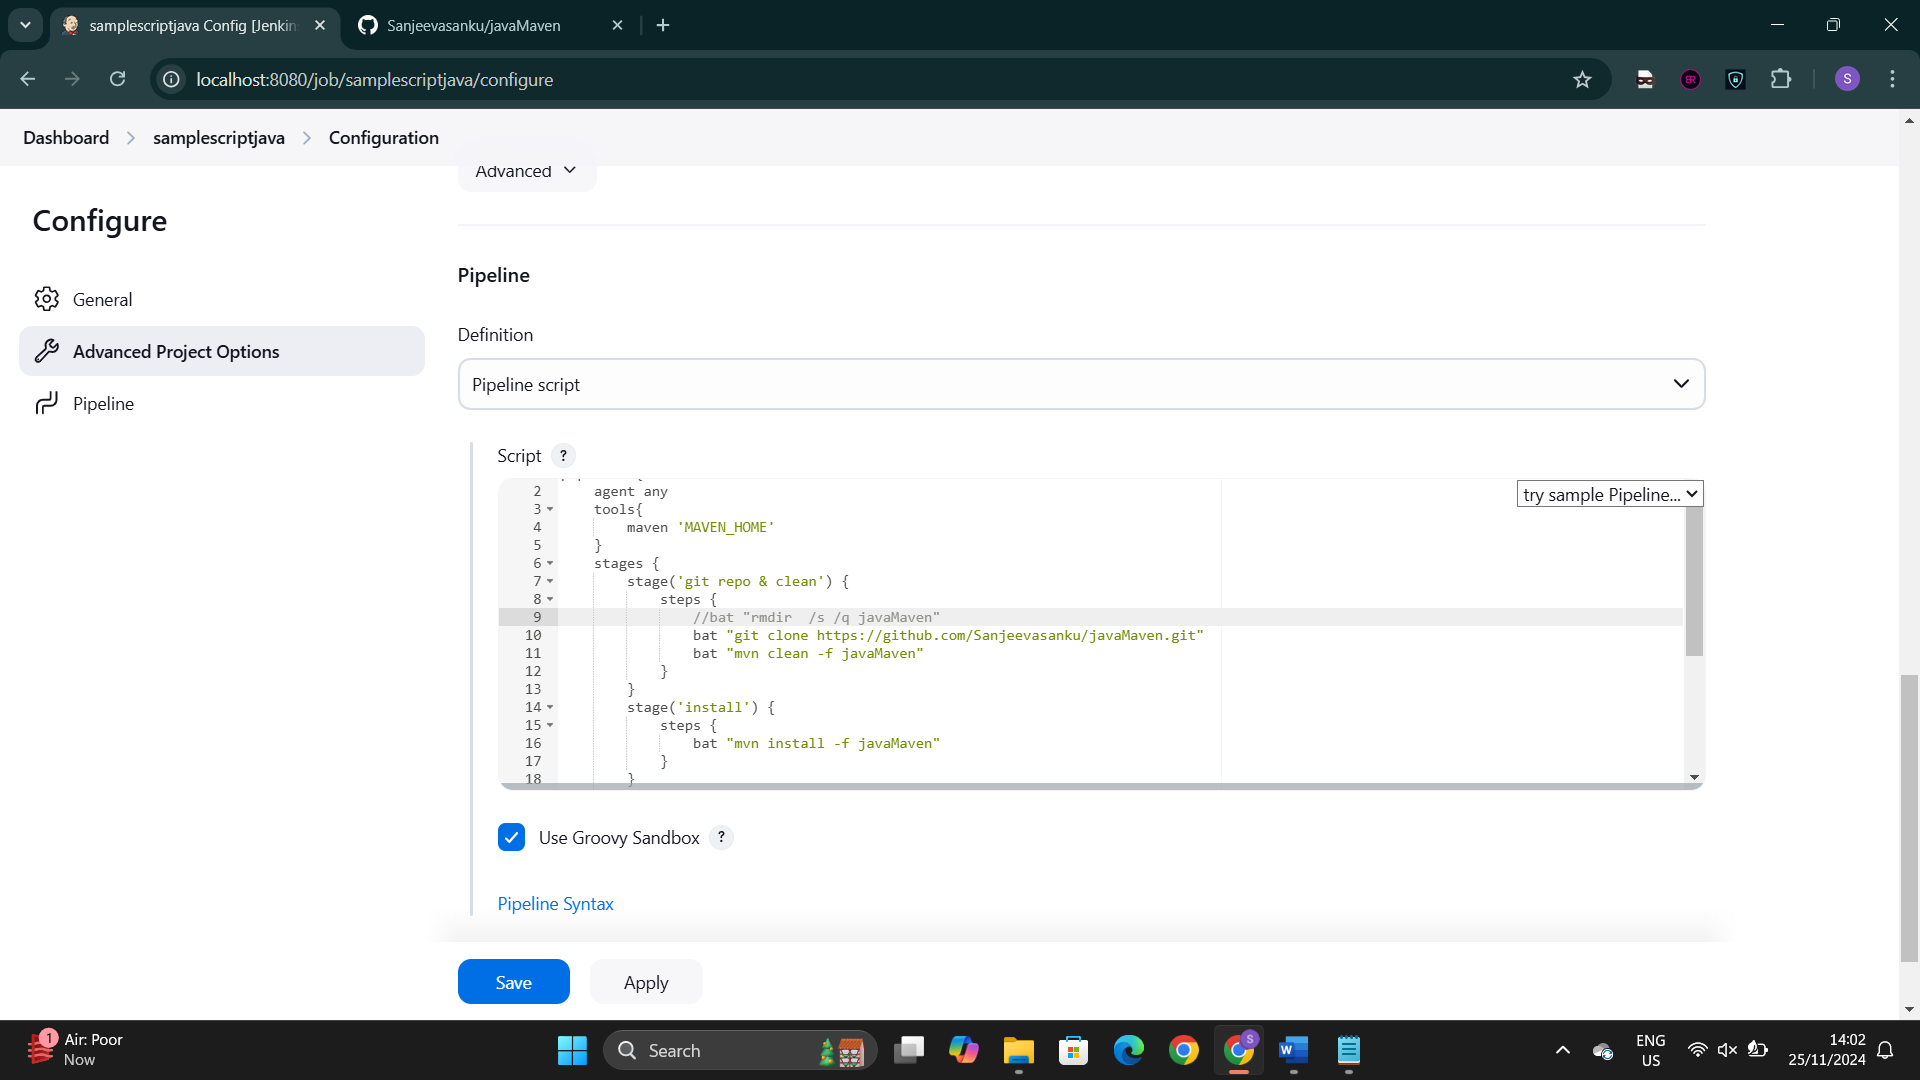 samplescriptjava Config [Jenkin
Sanjeevasanku/javaMaven
localhost:8080/job/samplescriptjava/configure
BR
S
Dashboard
samplescriptjava
Configuration
Advanced
Configure
General
Advanced Project Options
Pipeline
Pipeline
Definition
Pipeline script
Script ?
try sample Pipeline...
2 agent any
3 tools{
4 maven 'MAVEN_HOME'
5 }
6 stages {
7 stage('git repo & clean') {
8 steps {
9 //bat "rmdir  /s /q javaMaven"
10 bat "git clone https://github.com/Sanjeevasanku/javaMaven.git"
11 bat "mvn clean -f javaMaven"
12 }
13 }
14 stage('install') {
15 steps {
16 bat "mvn install -f javaMaven"
17 }
18 }
Use Groovy Sandbox ?
Pipeline Syntax
Save
Apply
1
Air: Poor
Now
Search
S
W
ENG
US
14:02
25/11/2024